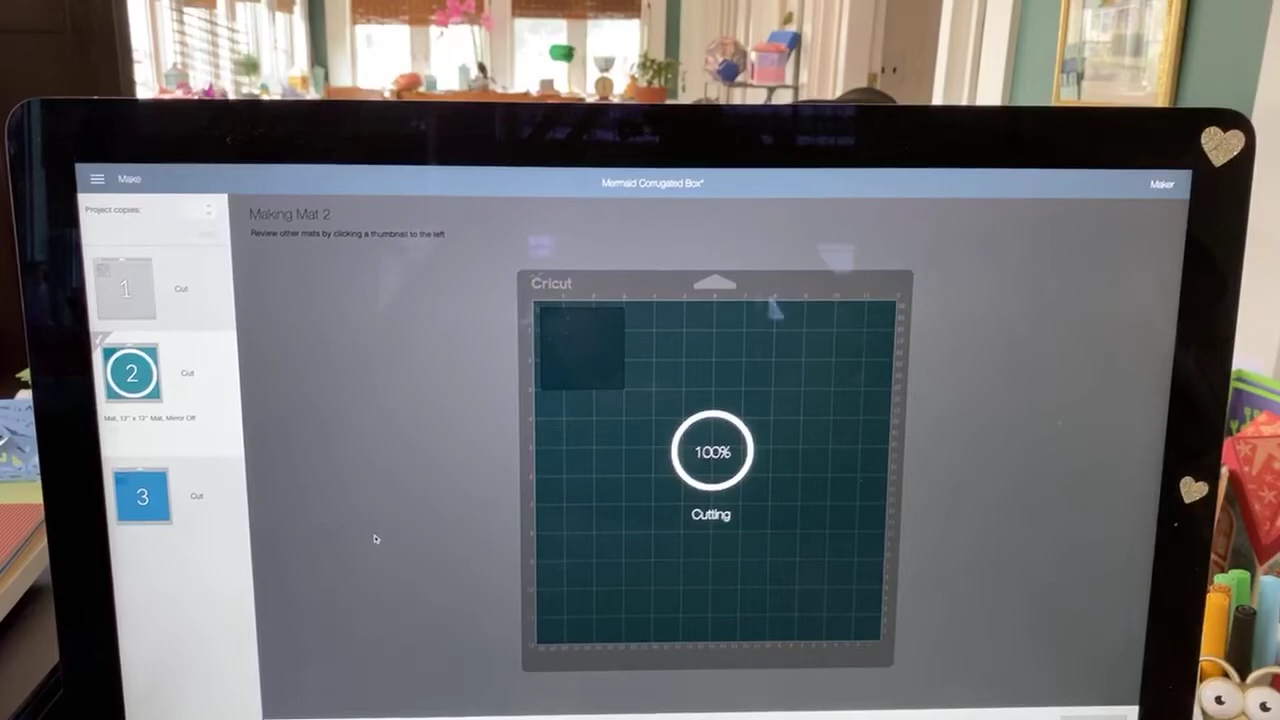 Make
Mermaid Corrugated Box*
Maker
Project copies:
Making Mat 2
Review other mats by clicking a thumbnail to the left
Cricut
1
Cut
2
Cut
Mat, 12" x 12" Mat, Mirror Off
3
Cut
100%
Cutting